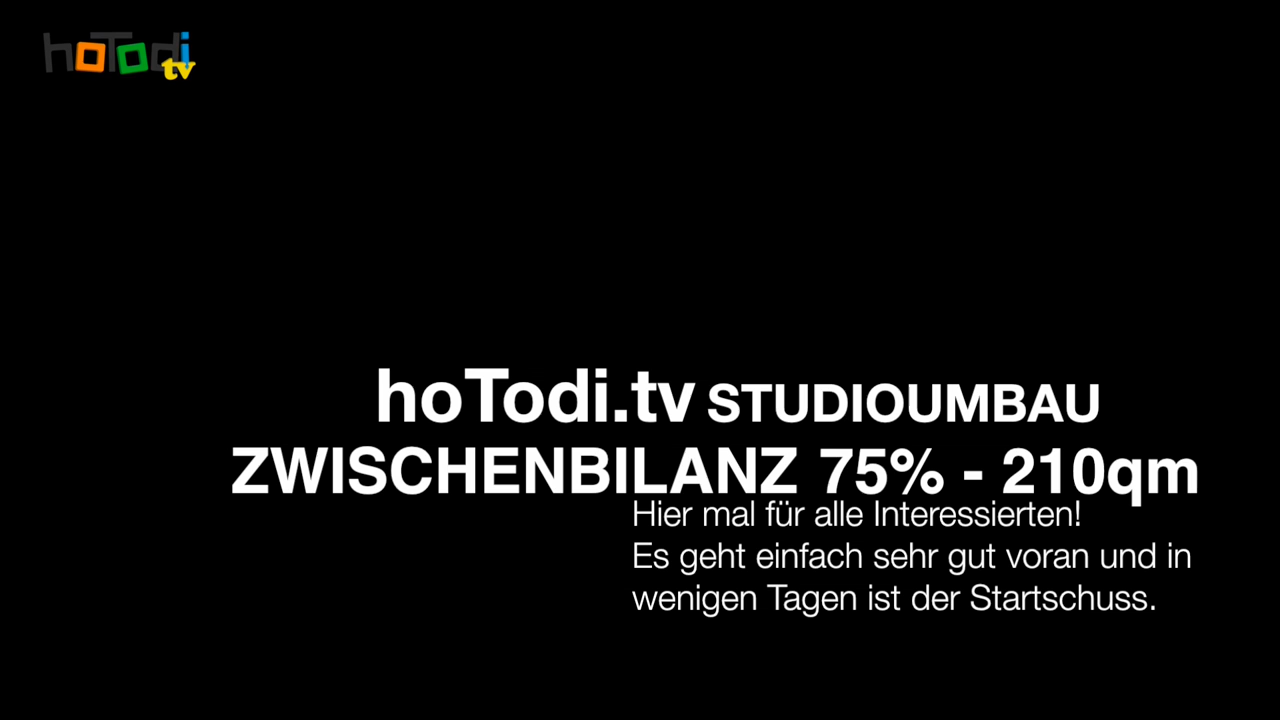 hoTodi tv
hoTodi.tv STUDIOUMBAU
ZWISCHENBILANZ 75% - 210qm
Hier mal für alle Interessierten!
Es geht einfach sehr gut voran und in
wenigen Tagen ist der Startschuss.